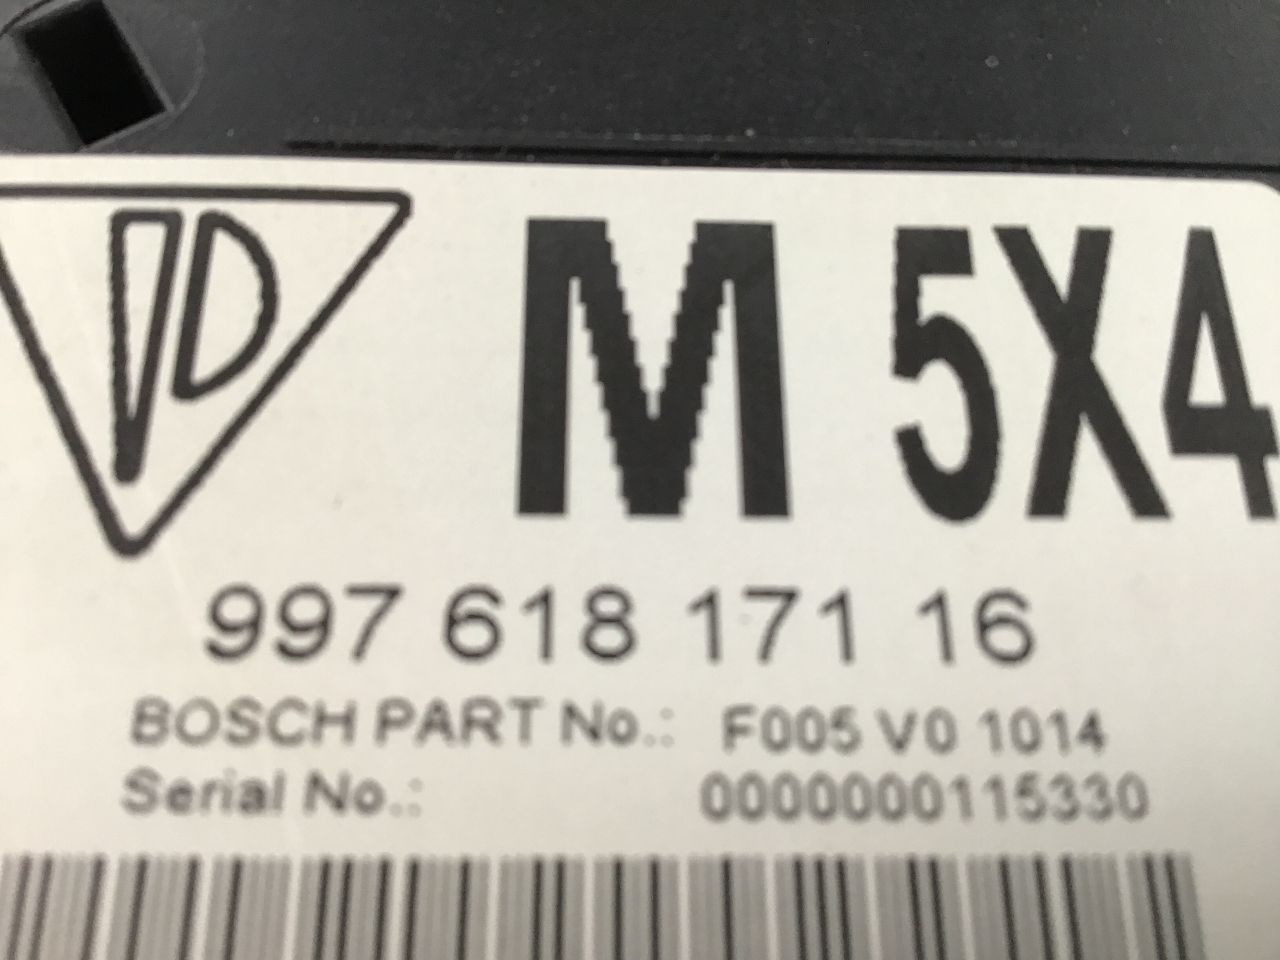 M 5X4
997 618 171 16
BOSCH PART No.: F005 V0 1014
Serial No.: 0000000115330